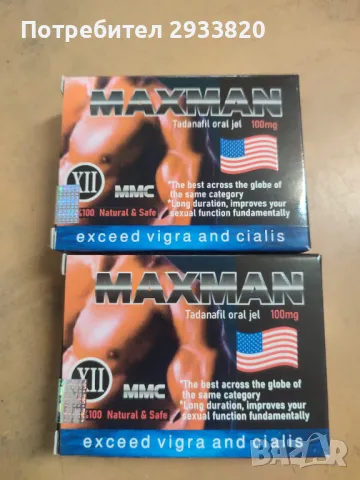 Потребител 2933820
MAXMAN
Tadanafil oral jel 100mg
XII
MMC
%100 Natural & Safe
*The best across the globe of
the same category
*Long duration, improves your
sexual function fundamentally
exceed vigra and cialis
MAXMAN
Tadanafil oral jel 100mg
XII
MMC
%100 Natural & Safe
*The best across the globe of
the same category
*Long duration, improves your
sexual function fundamentally
exceed vigra and cialis
BAZAR
bg